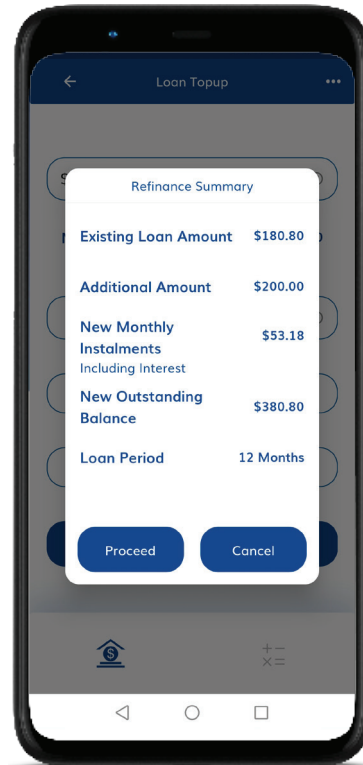 Loan Topup
Refinance Summary
Existing Loan Amount $180.80
Additional Amount $200.00
New Monthly
Instalments $53.18
Including Interest
New Outstanding
Balance $380.80
Loan Period 12 Months
Proceed Cancel